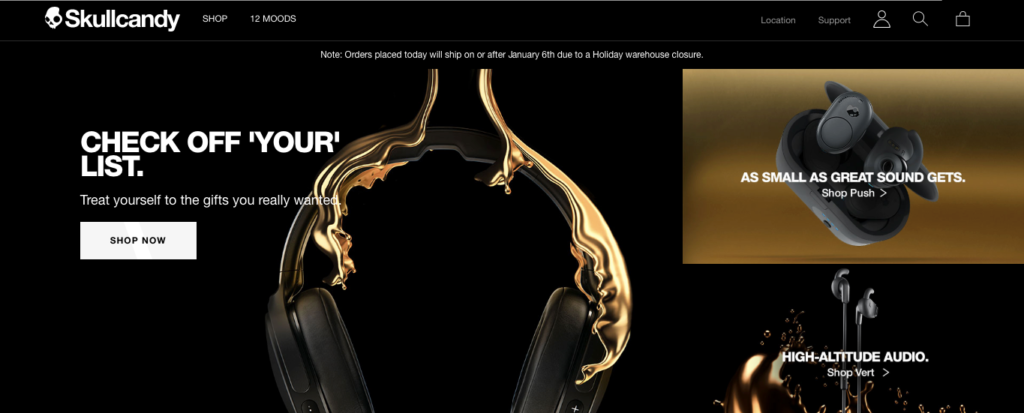 Skullcandy
SHOP
12 MOODS
Location
Support
Note: Orders placed today will ship on or after January 6th due to a Holiday warehouse closure.
CHECK OFF 'YOUR'
LIST.
Treat yourself to the gifts you really wanted.
SHOP NOW
AS SMALL AS GREAT SOUND GETS.
Shop Push >
HIGH-ALTITUDE AUDIO.
Shop Vert >